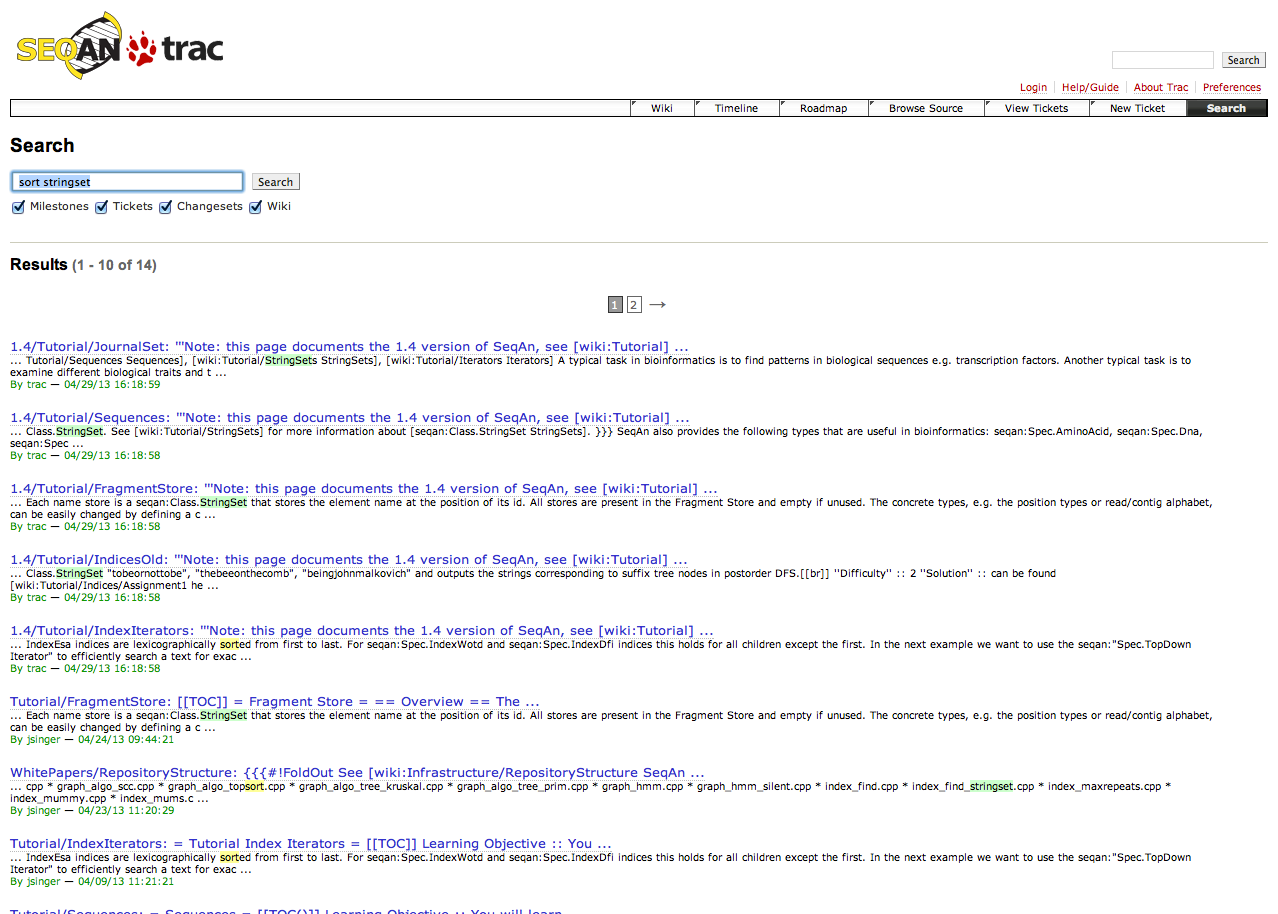 SEQAN trac
Search
Login Help/Guide About Trac Preferences
Wiki Timeline Roadmap Browse Source View Tickets New Ticket Search
Search
sort stringset Search
Milestones Tickets Changesets Wiki
Results (1 - 10 of 14)
1 2 →
1.4/Tutorial/JournalSet: '''Note: this page documents the 1.4 version of SeqAn, see [wiki:Tutorial] ...
... Tutorial/Sequences Sequences], [wiki:Tutorial/StringSets StringSets], [wiki:Tutorial/Iterators Iterators] A typical task in bioinformatics is to find patterns in biological sequences e.g. transcription factors. Another typical task is to
examine different biological traits and t ...
By trac — 04/29/13 16:18:59
1.4/Tutorial/Sequences: '''Note: this page documents the 1.4 version of SeqAn, see [wiki:Tutorial] ...
... Class.StringSet. See [wiki:Tutorial/StringSets] for more information about [seqan:Class.StringSet StringSets]. }}} SeqAn also provides the following types that are useful in bioinformatics: seqan:Spec.AminoAcid, seqan:Spec.Dna,
seqan:Spec ...
By trac — 04/29/13 16:18:58
1.4/Tutorial/FragmentStore: '''Note: this page documents the 1.4 version of SeqAn, see [wiki:Tutorial] ...
... Each name store is a seqan:Class.StringSet that stores the element name at the position of its id. All stores are present in the Fragment Store and empty if unused. The concrete types, e.g. the position types or read/contig alphabet,
can be easily changed by defining a c ...
By trac — 04/29/13 16:18:58
1.4/Tutorial/IndicesOld: '''Note: this page documents the 1.4 version of SeqAn, see [wiki:Tutorial] ...
... Class.StringSet "tobeornottobe", "thebeeonthecomb", "beingjohnmalkovich" and outputs the strings corresponding to suffix tree nodes in postorder DFS.[[br]] ''Difficulty'' :: 2 ''Solution'' :: can be found
[wiki:Tutorial/Indices/Assignment1 he ...
By trac — 04/29/13 16:18:58
1.4/Tutorial/IndexIterators: '''Note: this page documents the 1.4 version of SeqAn, see [wiki:Tutorial] ...
... IndexEsa indices are lexicographically sorted from first to last. For seqan:Spec.IndexWotd and seqan:Spec.IndexDfi indices this holds for all children except the first. In the next example we want to use the seqan:"Spec.TopDown
Iterator" to efficiently search a text for exac ...
By trac — 04/29/13 16:18:58
Tutorial/FragmentStore: [[TOC]] = Fragment Store = == Overview == The ...
... Each name store is a seqan:Class.StringSet that stores the element name at the position of its id. All stores are present in the Fragment Store and empty if unused. The concrete types, e.g. the position types or read/contig alphabet,
can be easily changed by defining a c ...
By jsinger — 04/24/13 09:44:21
WhitePapers/RepositoryStructure: {{{#!FoldOut See [wiki:Infrastructure/RepositoryStructure SeqAn ...
... cpp * graph_algo_scc.cpp * graph_algo_topsort.cpp * graph_algo_tree_kruskal.cpp * graph_algo_tree_prim.cpp * graph_hmm.cpp * graph_hmm_silent.cpp * index_find.cpp * index_find_stringset.cpp * index_maxrepeats.cpp *
index_mummy.cpp * index_mums.c ...
By jsinger — 04/23/13 11:20:29
Tutorial/IndexIterators: = Tutorial Index Iterators = [[TOC]] Learning Objective :: You ...
... IndexEsa indices are lexicographically sorted from first to last. For seqan:Spec.IndexWotd and seqan:Spec.IndexDfi indices this holds for all children except the first. In the next example we want to use the seqan:"Spec.TopDown
Iterator" to efficiently search a text for exac ...
By jsinger — 04/09/13 11:21:21
Tutorial/Sequences: = Sequences = [[TOC()]] Learning Objective :: You will learn